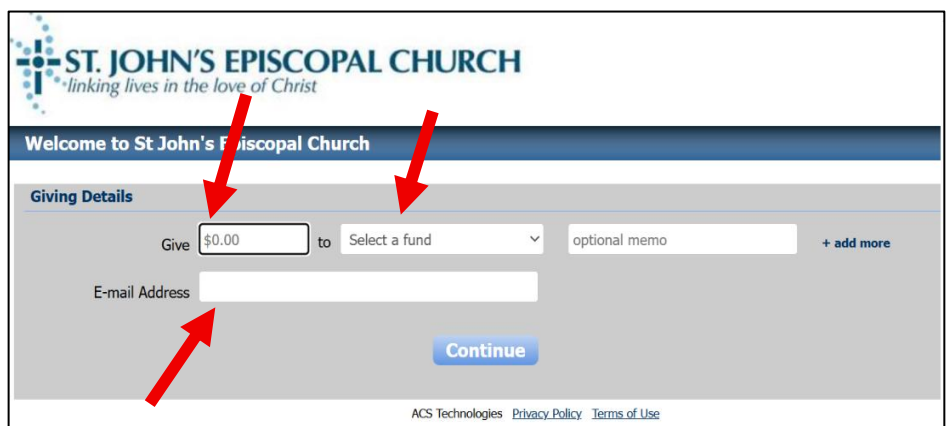 ST. JOHN'S EPISCOPAL CHURCH
linking lives in the love of Christ
Welcome to St John's Episcopal Church
Giving Details
Give $0.00 to Select a fund optional memo + add more
E-mail Address
Continue
ACS Technologies Privacy Policy Terms of Use